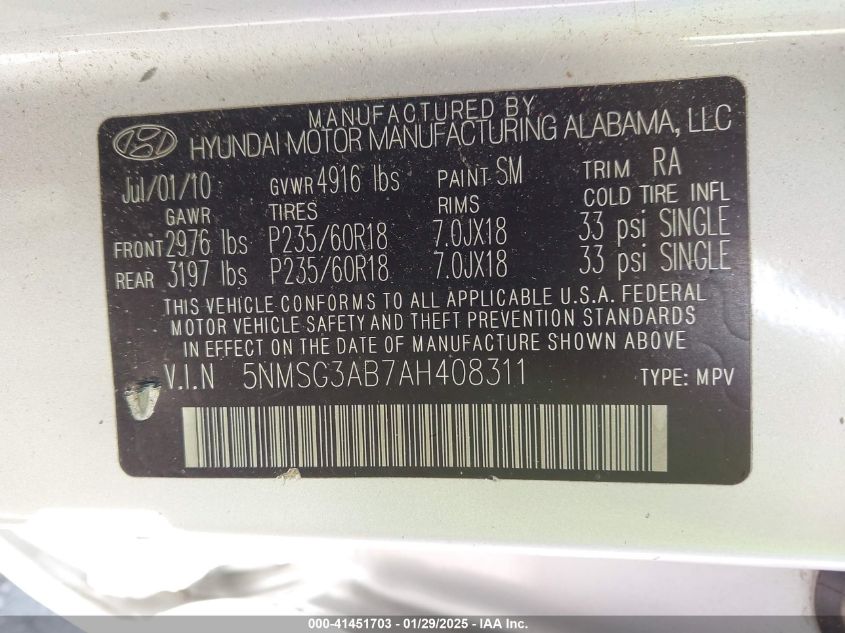 MANUFACTURED BY
HYUNDAI MOTOR MANUFACTURING ALABAMA, LLC
Jul/01/10 GVWR 4916 lbs PAINT SM TRIM RA
GAWR TIRES RIMS COLD TIRE INFL
FRONT 2976 lbs P235/60R18 7.0JX18 33 psi SINGLE
REAR 3197 lbs P235/60R18 7.0JX18 33 psi SINGLE
THIS VEHICLE CONFORMS TO ALL APPLICABLE U.S.A. FEDERAL
MOTOR VEHICLE SAFETY AND THEFT PREVENTION STANDARDS
IN EFFECT ON THE DATE OF MANUFACTURE SHOWN ABOVE
V.I.N 5NMSG3AB7AH408311 TYPE: MPV
000-41451703 - 01/29/2025 - IAA Inc.